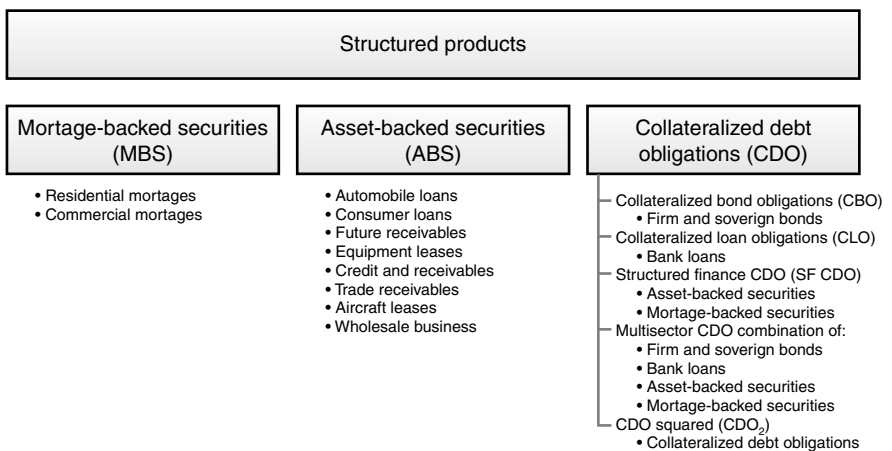 Structured products
Mortage-backed securities
(MBS)
• Residential mortages
• Commercial mortages
Asset-backed securities
(ABS)
• Automobile loans
• Consumer loans
• Future receivables
• Equipment leases
• Credit and receivables
• Trade receivables
• Aircraft leases
• Wholesale business
Collateralized debt
obligations (CDO)
Collateralized bond obligations (CBO)
• Firm and soverign bonds
Collateralized loan obligations (CLO)
• Bank loans
Structured finance CDO (SF CDO)
• Asset-backed securities
• Mortage-backed securities
Multisector CDO combination of:
• Firm and soverign bonds
• Bank loans
• Asset-backed securities
• Mortage-backed securities
CDO squared (CDO₂)
• Collateralized debt obligations